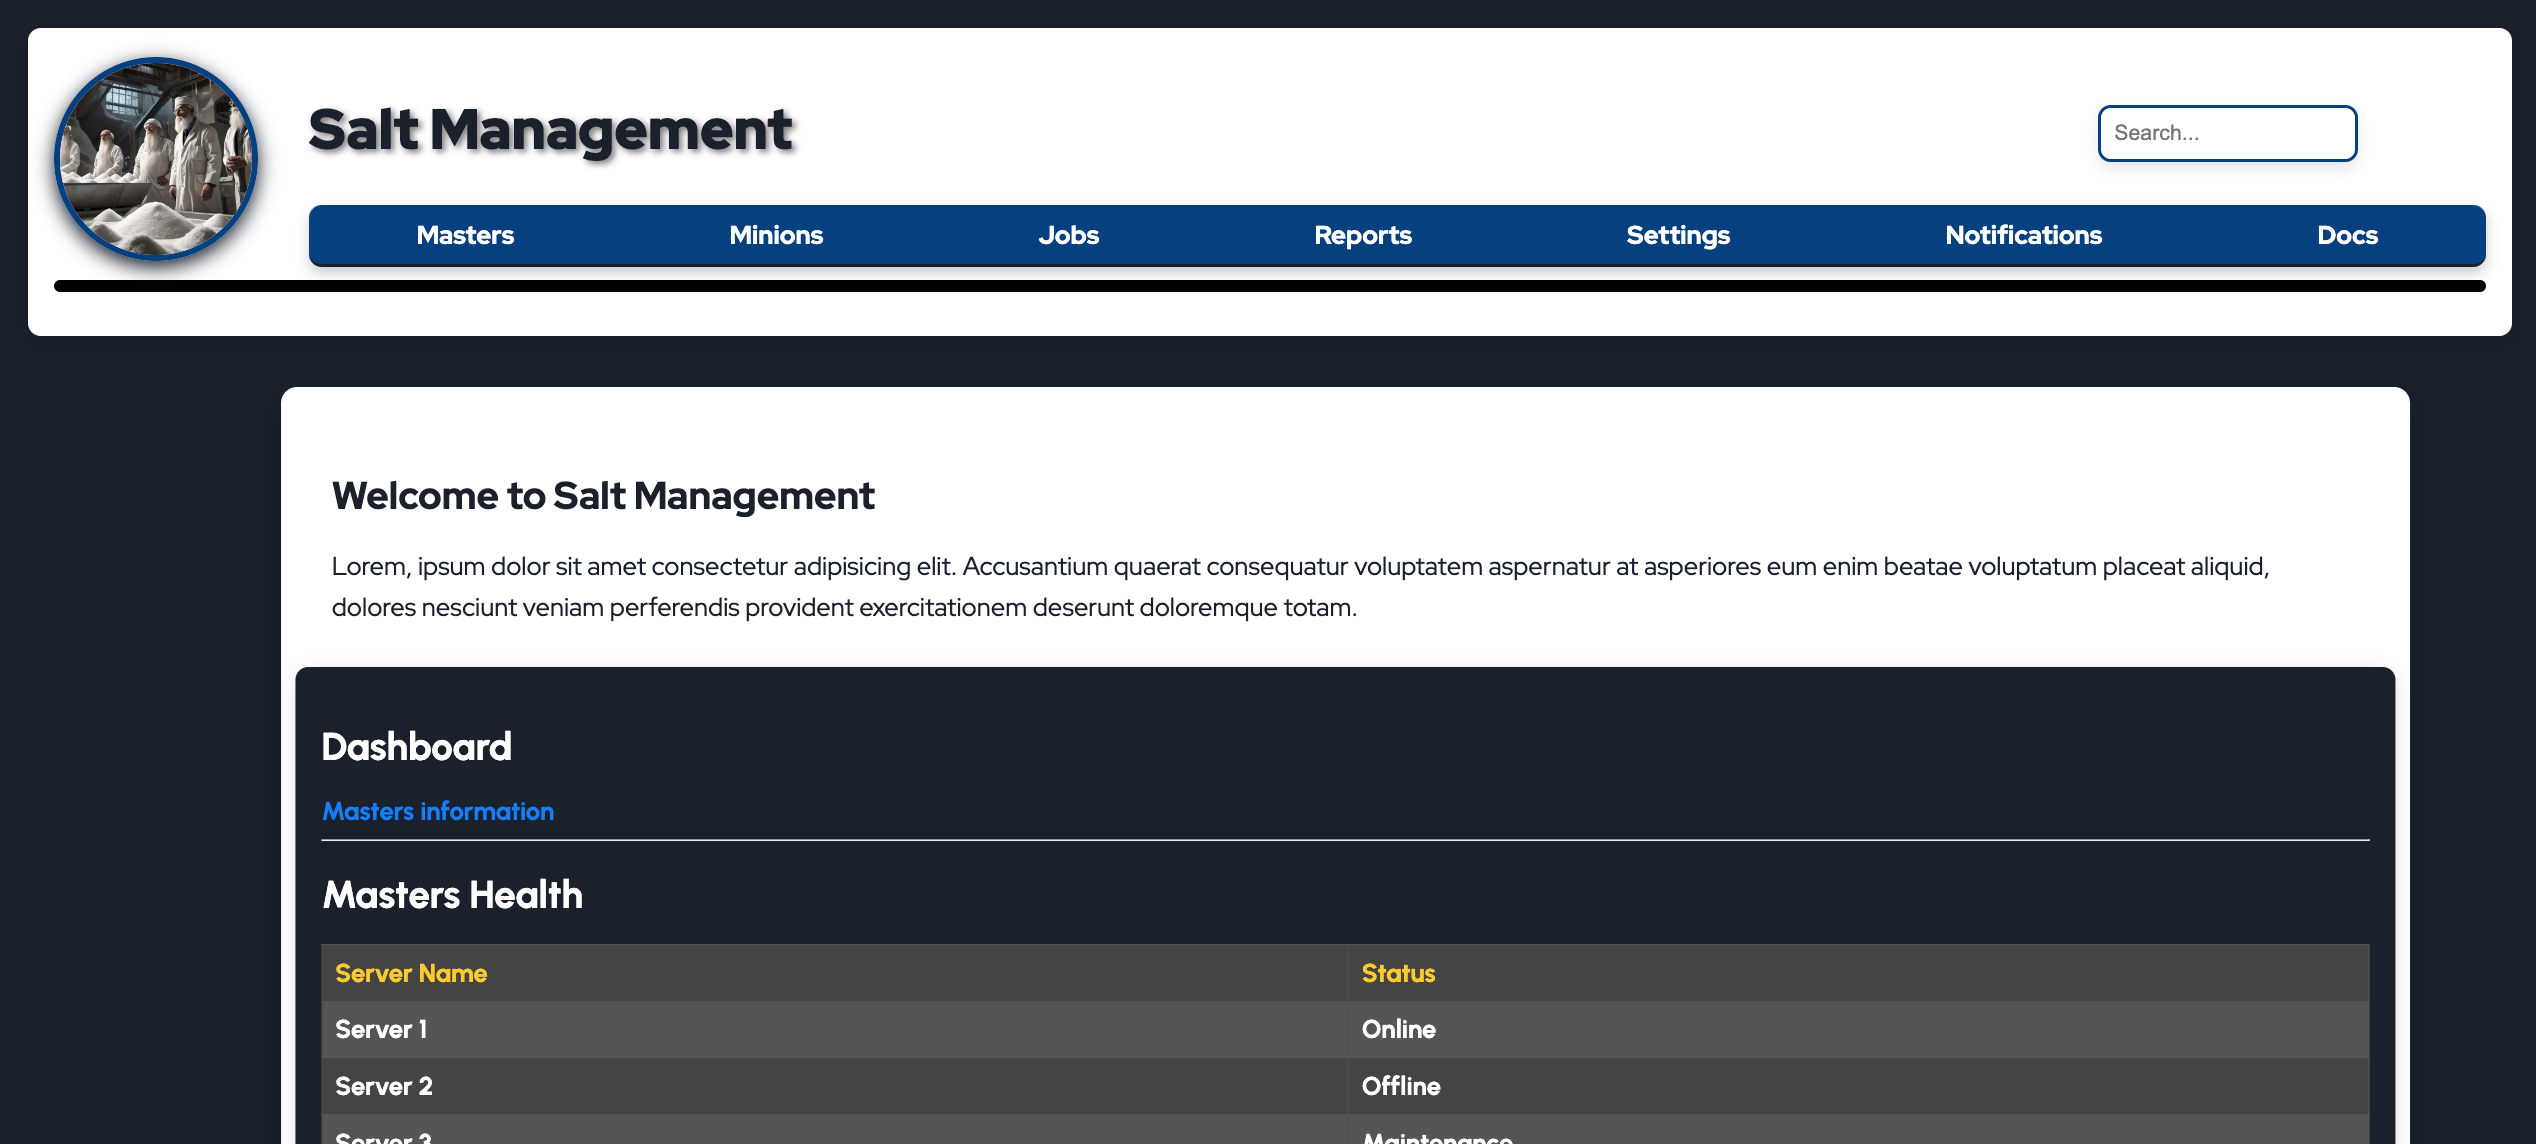 Salt Management
Search...
Masters
Minions
Jobs
Reports
Settings
Notifications
Docs
Welcome to Salt Management
Lorem, ipsum dolor sit amet consectetur adipisicing elit. Accusantium quaerat consequatur voluptatem aspernatur at asperiores eum enim beatae voluptatum placeat aliquid,
dolores nesciunt veniam perferendis provident exercitationem deserunt doloremque totam.
Dashboard
Masters information
Masters Health
Server Name Status
Server 1 Online
Server 2 Offline
Server 3 Maintenance